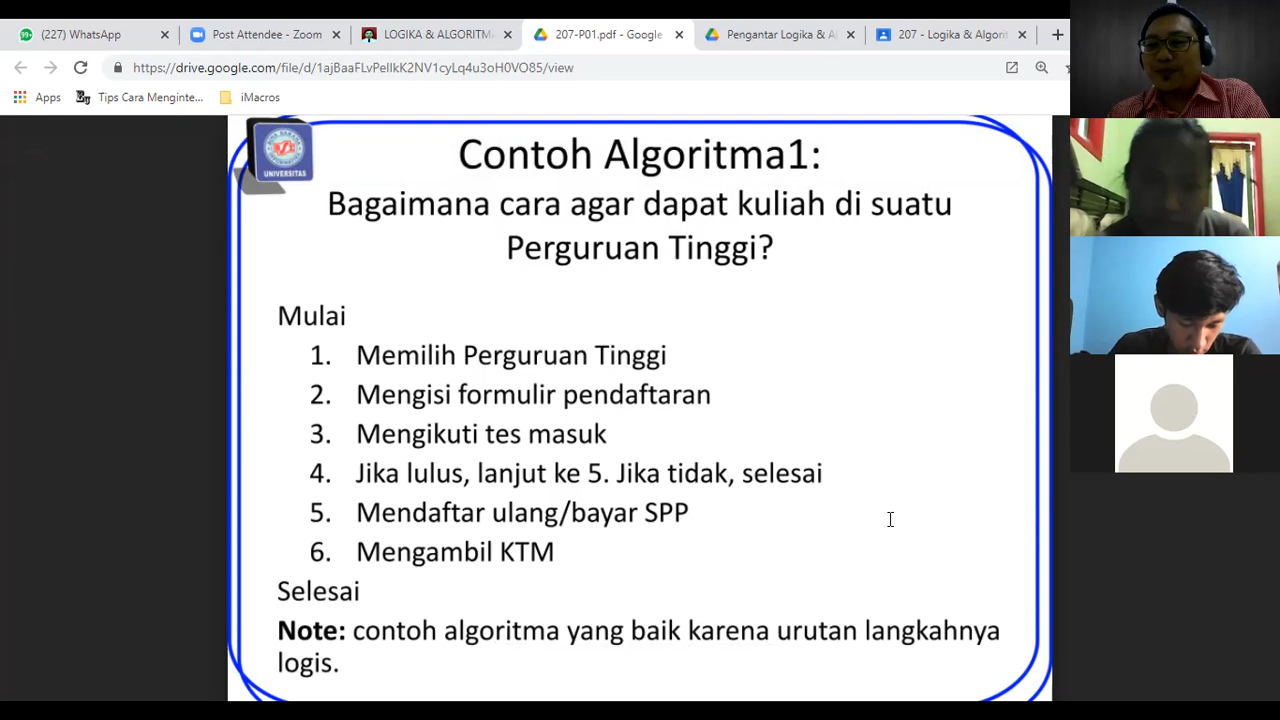 99+ (227) WhatsApp
Post Attendee - Zoom
LOGIKA & ALGORITM
207-P01.pdf - Google
Pengantar Logika & Al
207 - Logika & Algorit
https://drive.google.com/file/d/1ajBaaFLvPelIkK2NV1cyLq4u3oH0VO85/view
Apps
Tips Cara Menginte...
iMacros
UNIVERSITAS
Contoh Algoritma1:
Bagaimana cara agar dapat kuliah di suatu
Perguruan Tinggi?
Mulai
1. Memilih Perguruan Tinggi
2. Mengisi formulir pendaftaran
3. Mengikuti tes masuk
4. Jika lulus, lanjut ke 5. Jika tidak, selesai
5. Mendaftar ulang/bayar SPP
6. Mengambil KTM
Selesai
Note: contoh algoritma yang baik karena urutan langkahnya
logis.